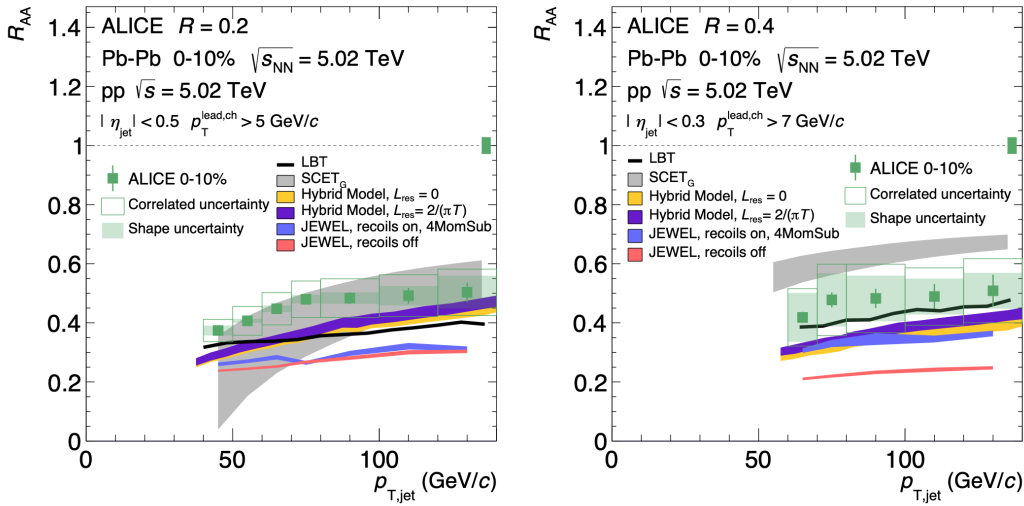 R_AA
1.4
1.2
1
0.8
0.6
0.4
0.2
0
ALICE R = 0.2
Pb-Pb 0-10% √s_NN = 5.02 TeV
pp √s = 5.02 TeV
| η_jet | < 0.5 p_T^lead,ch > 5 GeV/c
ALICE 0-10%
Correlated uncertainty
Shape uncertainty
LBT
SCET_G
Hybrid Model, L_res = 0
Hybrid Model, L_res = 2/(πT)
JEWEL, recoils on, 4MomSub
JEWEL, recoils off
0 50 100
p_T,jet (GeV/c)
R_AA
1.4
1.2
1
0.8
0.6
0.4
0.2
0
ALICE R = 0.4
Pb-Pb 0-10% √s_NN = 5.02 TeV
pp √s = 5.02 TeV
| η_jet | < 0.3 p_T^lead,ch > 7 GeV/c
LBT
SCET_G
Hybrid Model, L_res = 0
Hybrid Model, L_res = 2/(πT)
JEWEL, recoils on, 4MomSub
JEWEL, recoils off
ALICE 0-10%
Correlated uncertainty
Shape uncertainty
0 50 100
p_T,jet (GeV/c)